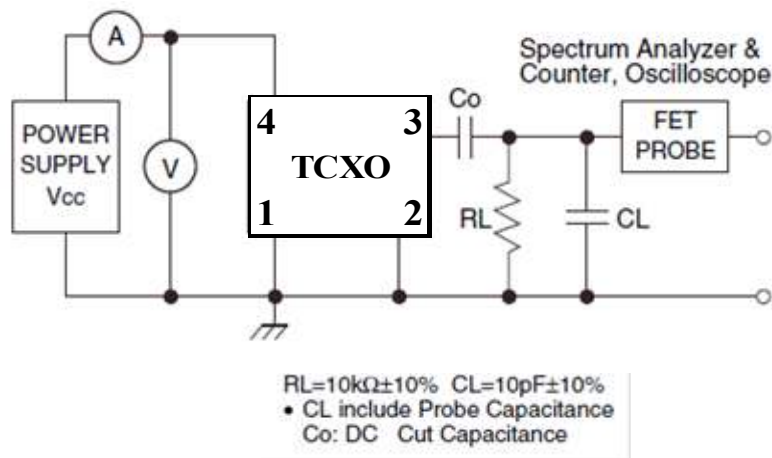 A
Spectrum Analyzer &
Counter, Oscilloscope
POWER
SUPPLY
Vcc
V
4
3
TCXO
1
2
Co
FET
PROBE
RL
CL
RL=10kΩ±10% CL=10pF±10%
• CL include Probe Capacitance
Co: DC Cut Capacitance